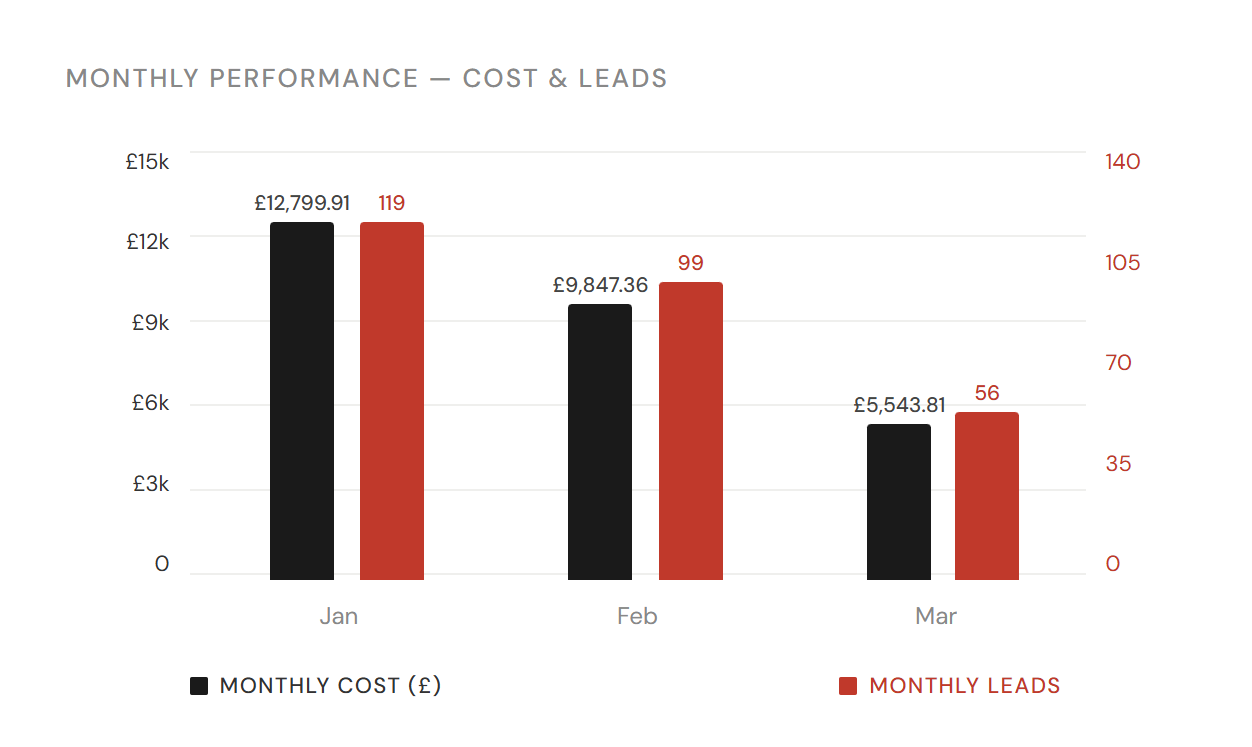 MONTHLY PERFORMANCE — COST & LEADS
£15k
140
£12,799.91
119
£12k
105
99
£9,847.36
£9k
70
56
£5,543.81
£6k
35
£3k
0
0
Jan
Feb
Mar
MONTHLY COST (£)
MONTHLY LEADS